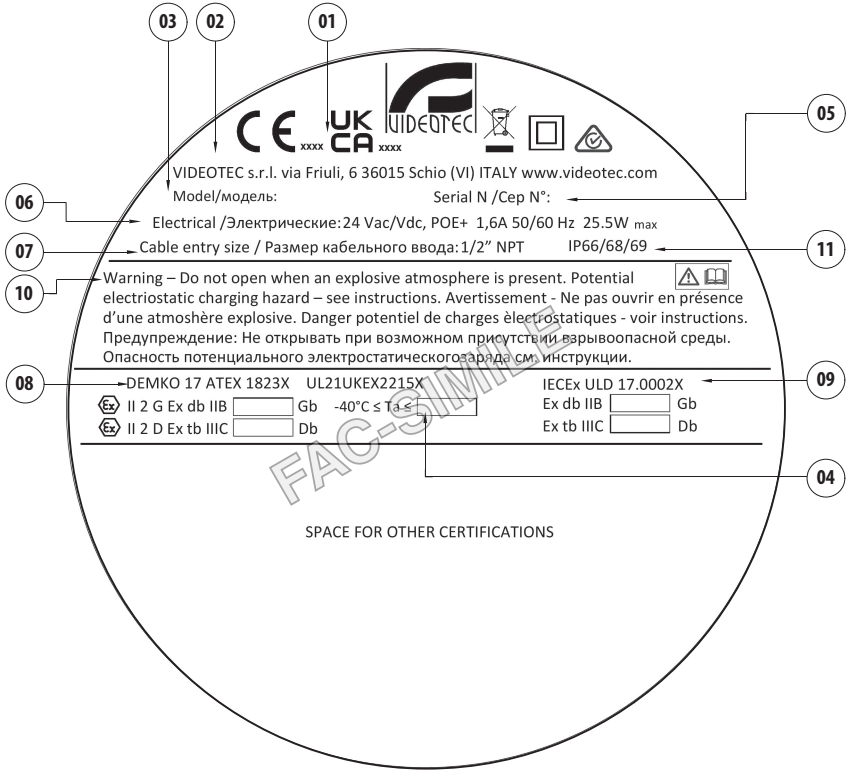 03
02
01
05
CE xxxx UK CA xxxx VIDEOTEC
VIDEOTEC s.r.l. via Friuli, 6 36015 Schio (VI) ITALY www.videotec.com
Model/модель: Serial N /Сер N°:
06
Electrical /Электрические: 24 Vac/Vdc, POE+ 1,6A 50/60 Hz 25.5W max
07
Cable entry size / Размер кабельного ввода: 1/2” NPT IP66/68/69
11
10
Warning – Do not open when an explosive atmosphere is present. Potential
electriostatic charging hazard – see instructions. Avertissement - Ne pas ouvrir en présence
d’une atmoshère explosive. Danger potentiel de charges èlectrostatiques - voir instructions.
Предупреждение: Не открывать при возможном присутствии взрывоопасной среды.
Опасность потенциального электростатическогозаряда см. инструкции.
08
DEMKO 17 ATEX 1823X UL21UKEX2215X IECEx ULD 17.0002X
09
Ex II 2 G Ex db IIB Gb -40°C ≤ Ta ≤ Ex db IIB Gb
Ex II 2 D Ex tb IIIC Db Ex tb IIIC Db
04
FAC-SIMILE
SPACE FOR OTHER CERTIFICATIONS